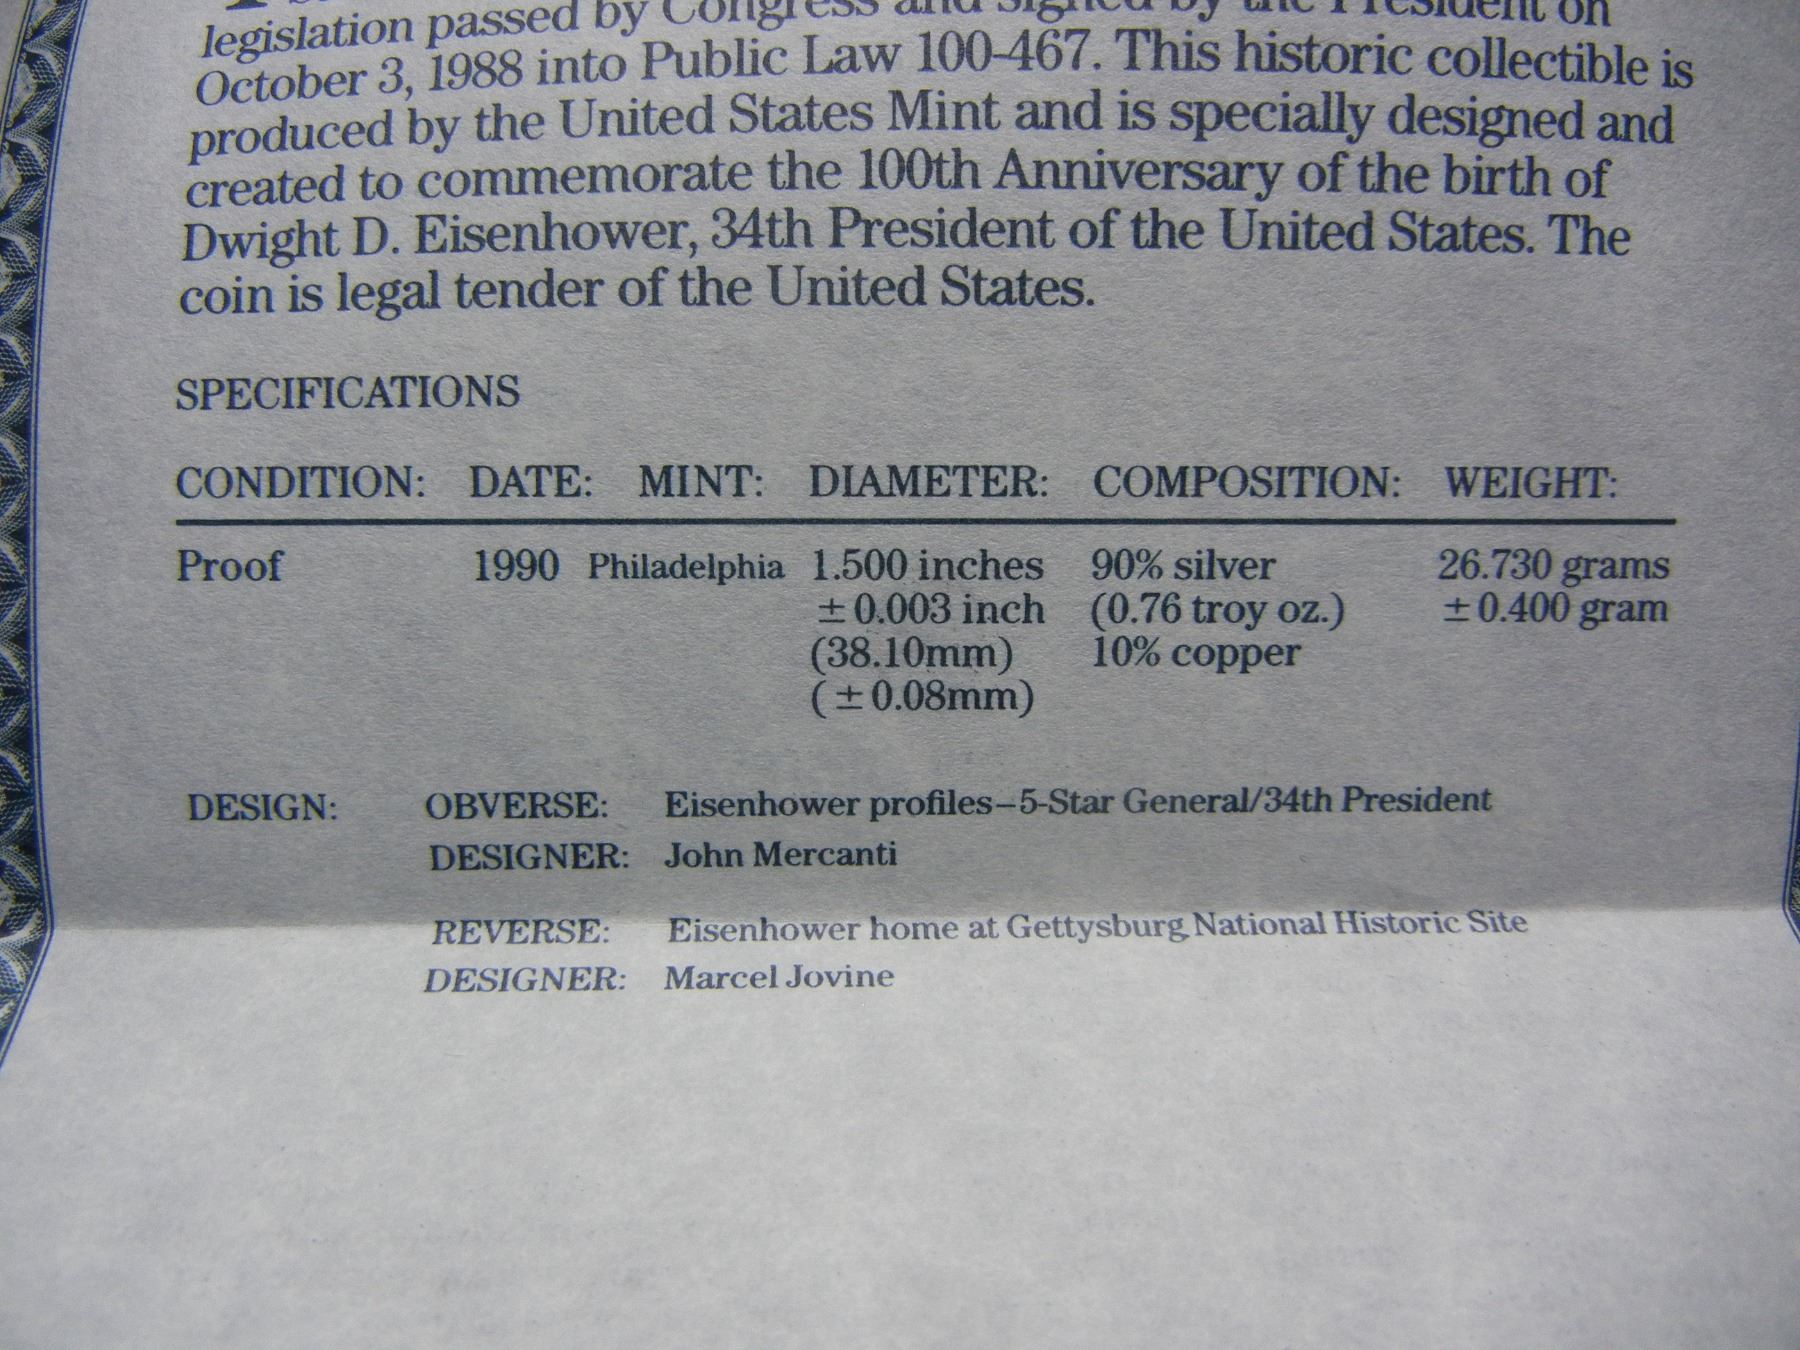 legislation passed by Congress and signed by the President on
October 3, 1988 into Public Law 100-467. This historic collectible is
produced by the United States Mint and is specially designed and
created to commemorate the 100th Anniversary of the birth of
Dwight D. Eisenhower, 34th President of the United States. The
coin is legal tender of the United States.
SPECIFICATIONS
CONDITION: DATE: MINT: DIAMETER: COMPOSITION: WEIGHT:
Proof 1990 Philadelphia 1.500 inches 90% silver 26.730 grams
± 0.003 inch (0.76 troy oz.) ± 0.400 gram
(38.10mm) 10% copper
( ± 0.08mm)
DESIGN: OBVERSE: Eisenhower profiles–5-Star General/34th President
DESIGNER: John Mercanti
REVERSE: Eisenhower home at Gettysburg National Historic Site
DESIGNER: Marcel Jovine